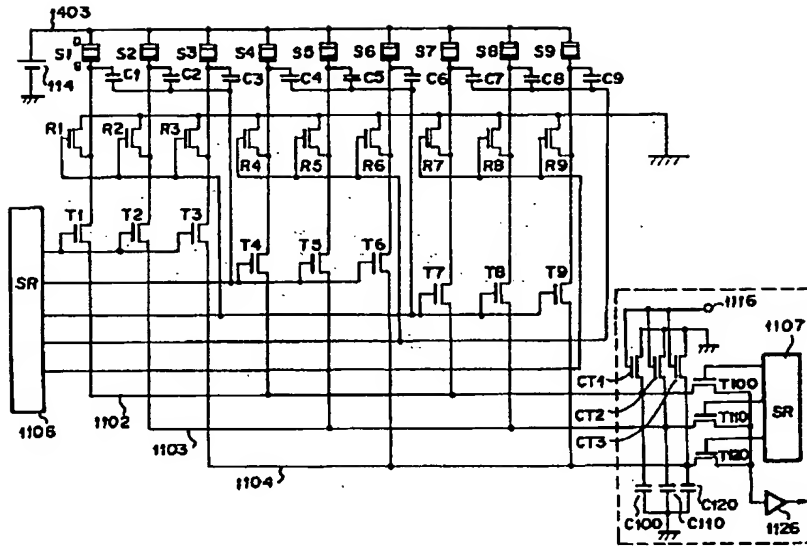 403
S1 D S2 S3 S4 S5 S6 S7 S8 S9
g
114
C1 C2 C3 C4 C5 C6 C7 C8 C9
R1 R2 R3 R4 R5 R6 R7 R8 R9
T1 T2 T3
SR
T4 T5 T6
T7 T8 T9
1116
1107
CT1
CT2
CT3
T100
T110
T120
SR
1106
1102
1103
1104
C100
C110
C120
1126